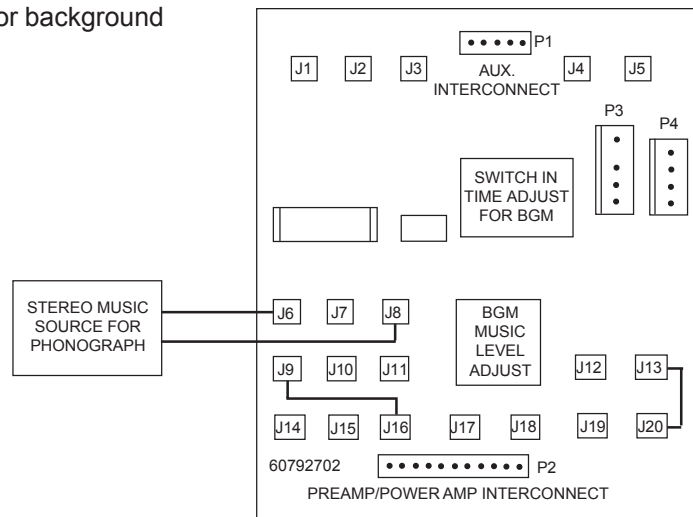 or background
P1
J1 J2 J3 AUX. J4 J5
INTERCONNECT
P3
P4
SWITCH IN
TIME ADJUST
FOR BGM
STEREO MUSIC
SOURCE FOR
PHONOGRAPH
J6 J7 J8
BGM
MUSIC
LEVEL
ADJUST
J9 J10 J11
J12 J13
J14 J15 J16 J17 J18 J19 J20
60792702
P2
PREAMP/POWER AMP INTERCONNECT